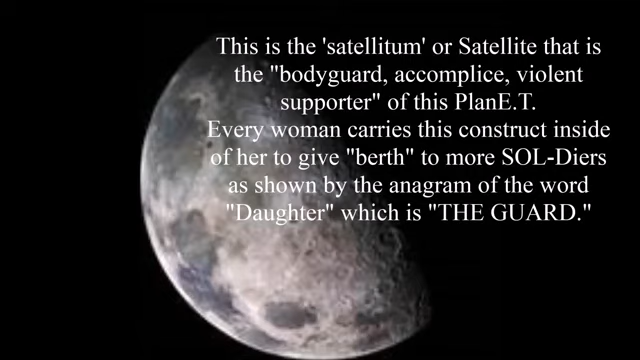 This is the 'satellitum' or Satellite that is
the "bodyguard, accomplice, violent
supporter" of this PlanE.T.
Every woman carries this construct inside
of her to give "berth" to more SOL-Diers
as shown by the anagram of the word
"Daughter" which is "THE GUARD."